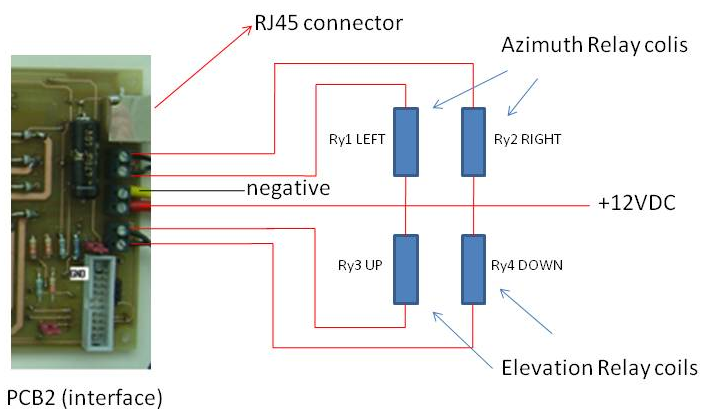 RJ45 connector
Azimuth Relay colis
Ry1 LEFT
Ry2 RIGHT
negative
+12VDC
Ry3 UP
Ry4 DOWN
GND
Elevation Relay coils
PCB2 (interface)